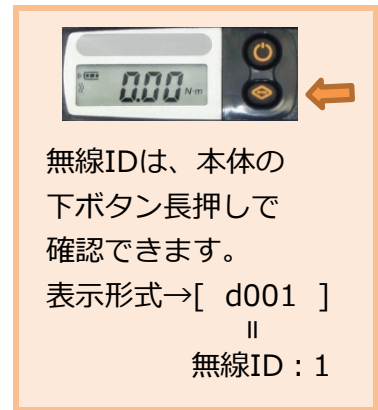 0.00 N·m
無線IDは、本体の
下ボタン長押しで
確認できます。
表示形式→[ d001 ]
=
無線ID：1